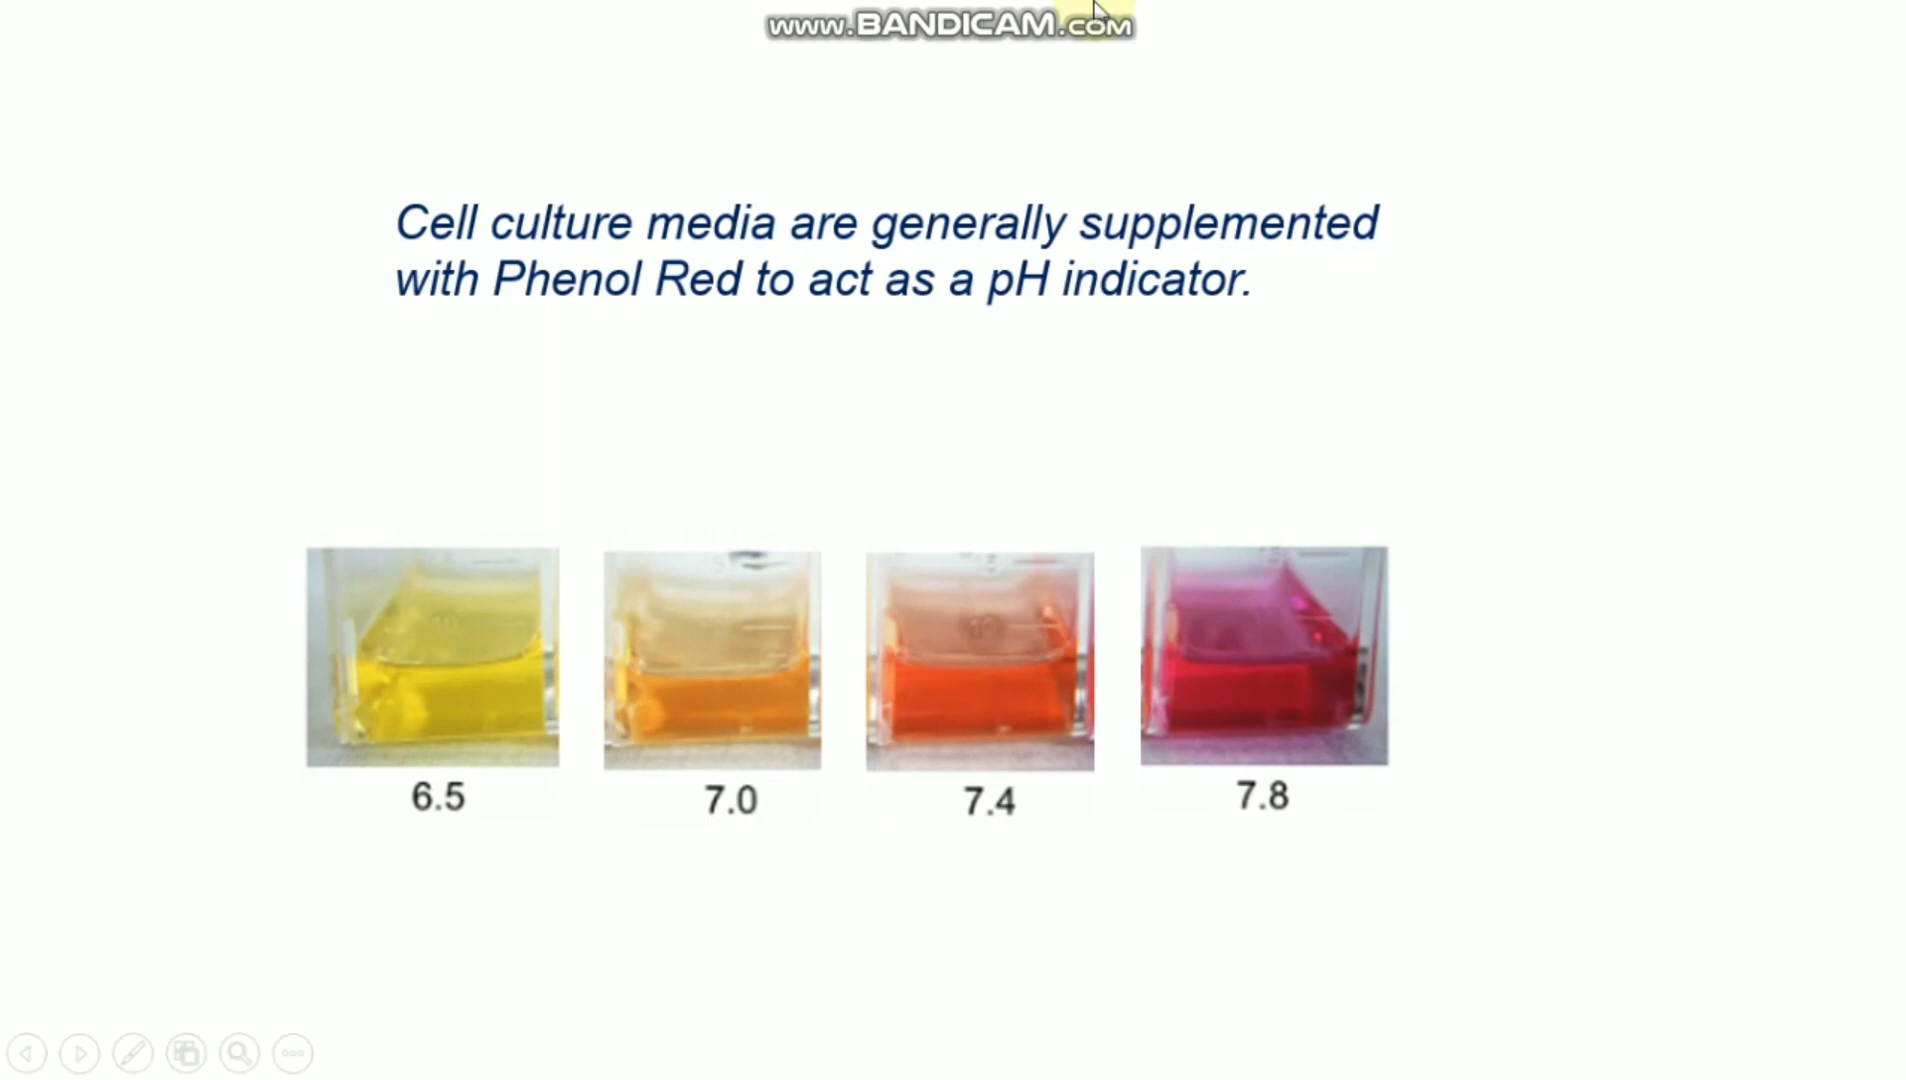 www.BANDICAM.COM
Cell culture media are generally supplemented
with Phenol Red to act as a pH indicator.
6.5
7.0
7.4
7.8